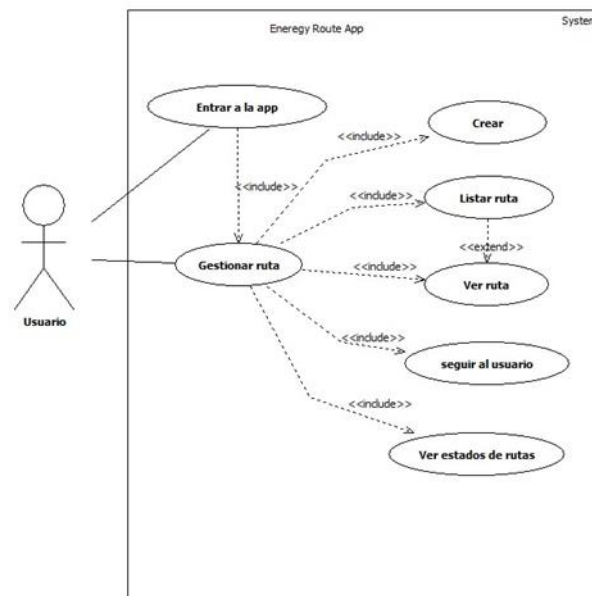 Eneregy Route App
System
Entrar a la app
Crear
<<include>>
<<include>>
<<include>>
Listar ruta
<<extend>>
Gestionar ruta
<<include>>
Ver ruta
Usuario
<<include>>
seguir al usuario
<<include>>
Ver estados de rutas